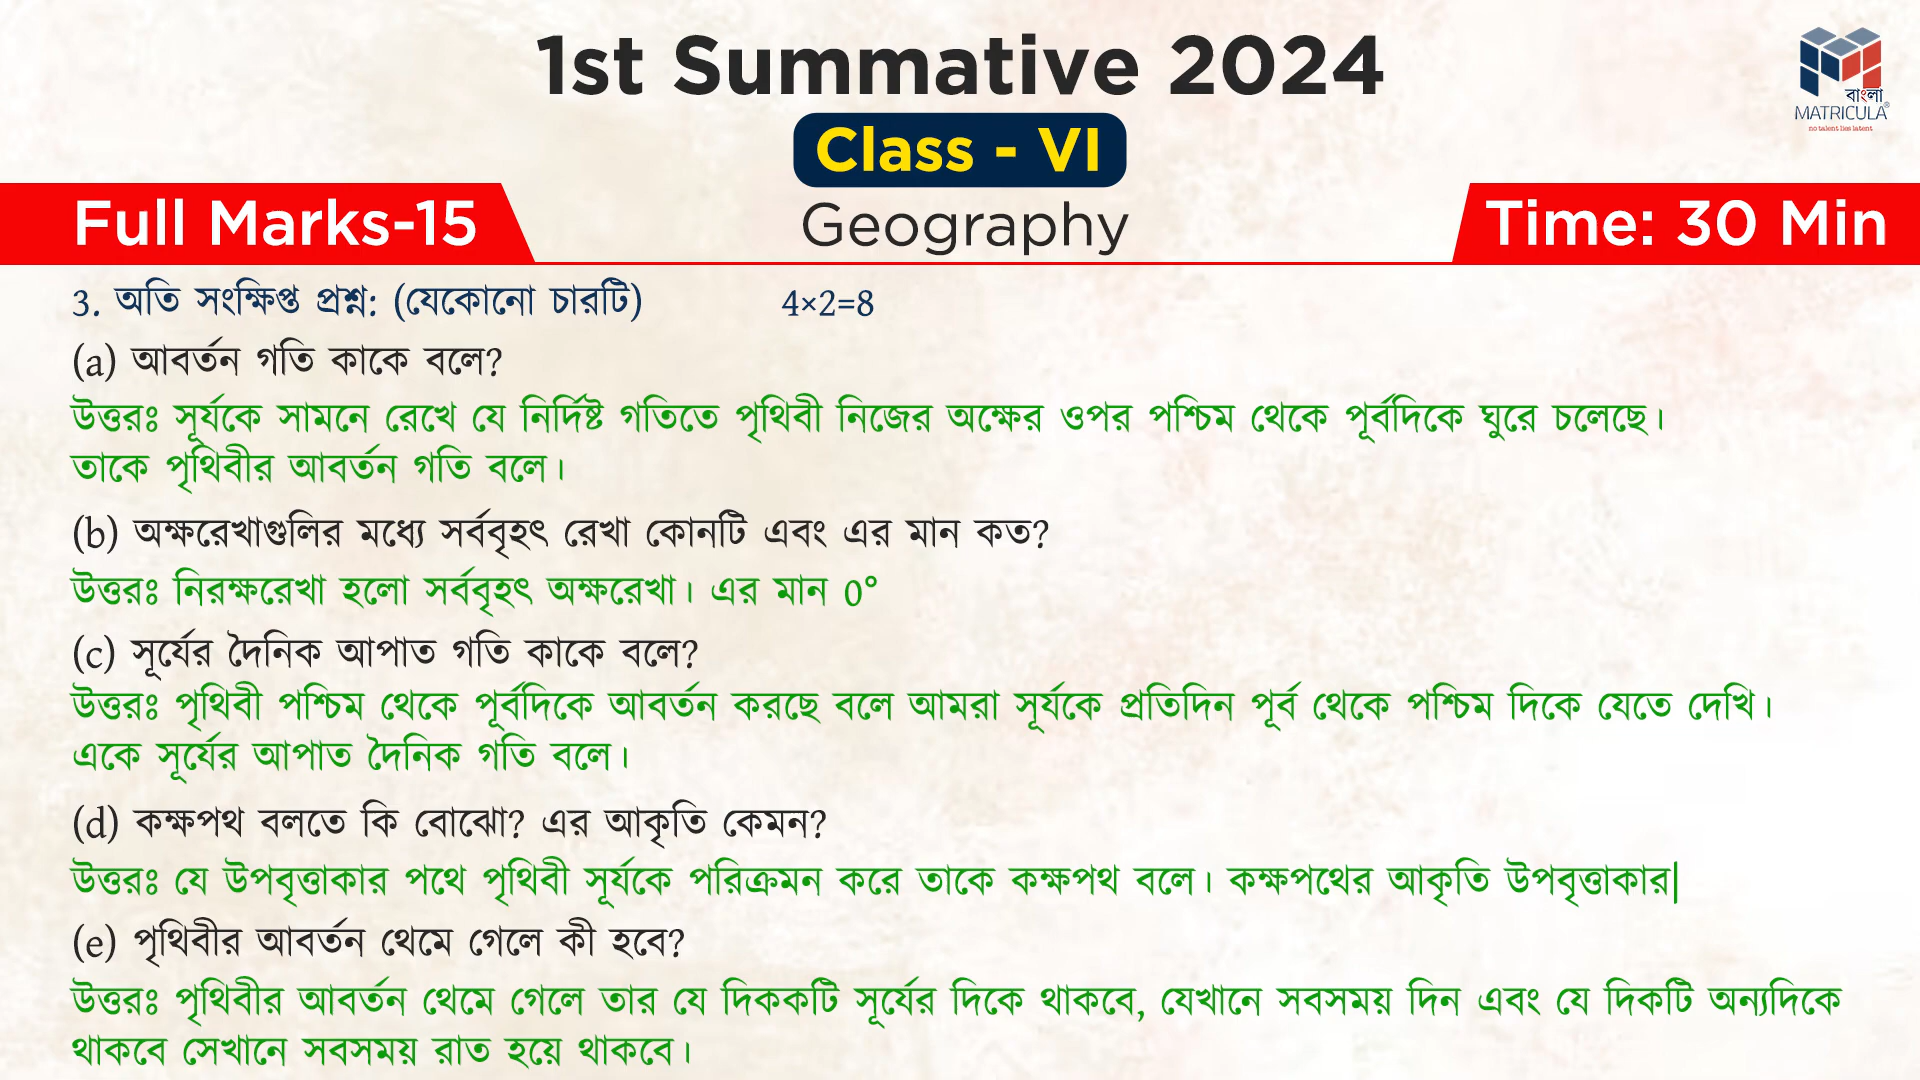 1st Summative 2024
Class - VI
Full Marks-15
Geography
Time: 30 Min
বাংলা
MATRICULA®
no talent lies latent
3. অতি সংক্ষিপ্ত প্রশ্ন: (যেকোনো চারটি) 4×2=8
(a) আবর্তন গতি কাকে বলে?
উত্তরঃ সূর্যকে সামনে রেখে যে নির্দিষ্ট গতিতে পৃথিবী নিজের অক্ষের ওপর পশ্চিম থেকে পূর্বদিকে ঘুরে চলেছে।
তাকে পৃথিবীর আবর্তন গতি বলে।
(b) অক্ষরেখাগুলির মধ্যে সর্ববৃহৎ রেখা কোনটি এবং এর মান কত?
উত্তরঃ নিরক্ষরেখা হলো সর্ববৃহৎ অক্ষরেখা। এর মান 0°
(c) সূর্যের দৈনিক আপাত গতি কাকে বলে?
উত্তরঃ পৃথিবী পশ্চিম থেকে পূর্বদিকে আবর্তন করছে বলে আমরা সূর্যকে প্রতিদিন পূর্ব থেকে পশ্চিম দিকে যেতে দেখি।
একে সূর্যের আপাত দৈনিক গতি বলে।
(d) কক্ষপথ বলতে কি বোঝো? এর আকৃতি কেমন?
উত্তরঃ যে উপবৃত্তাকার পথে পৃথিবী সূর্যকে পরিক্রমন করে তাকে কক্ষপথ বলে। কক্ষপথের আকৃতি উপবৃত্তাকার|
(e) পৃথিবীর আবর্তন থেমে গেলে কী হবে?
উত্তরঃ পৃথিবীর আবর্তন থেমে গেলে তার যে দিককটি সূর্যের দিকে থাকবে, যেখানে সবসময় দিন এবং যে দিকটি অন্যদিকে
থাকবে সেখানে সবসময় রাত হয়ে থাকবে।